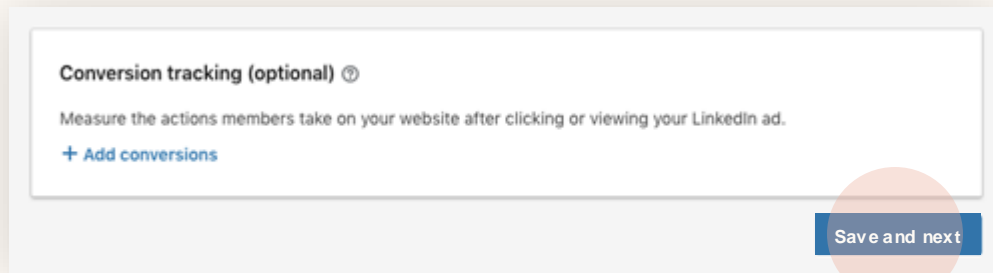 Conversion tracking (optional)
Measure the actions members take on your website after clicking or viewing your LinkedIn ad.
+ Add conversions
Save and next